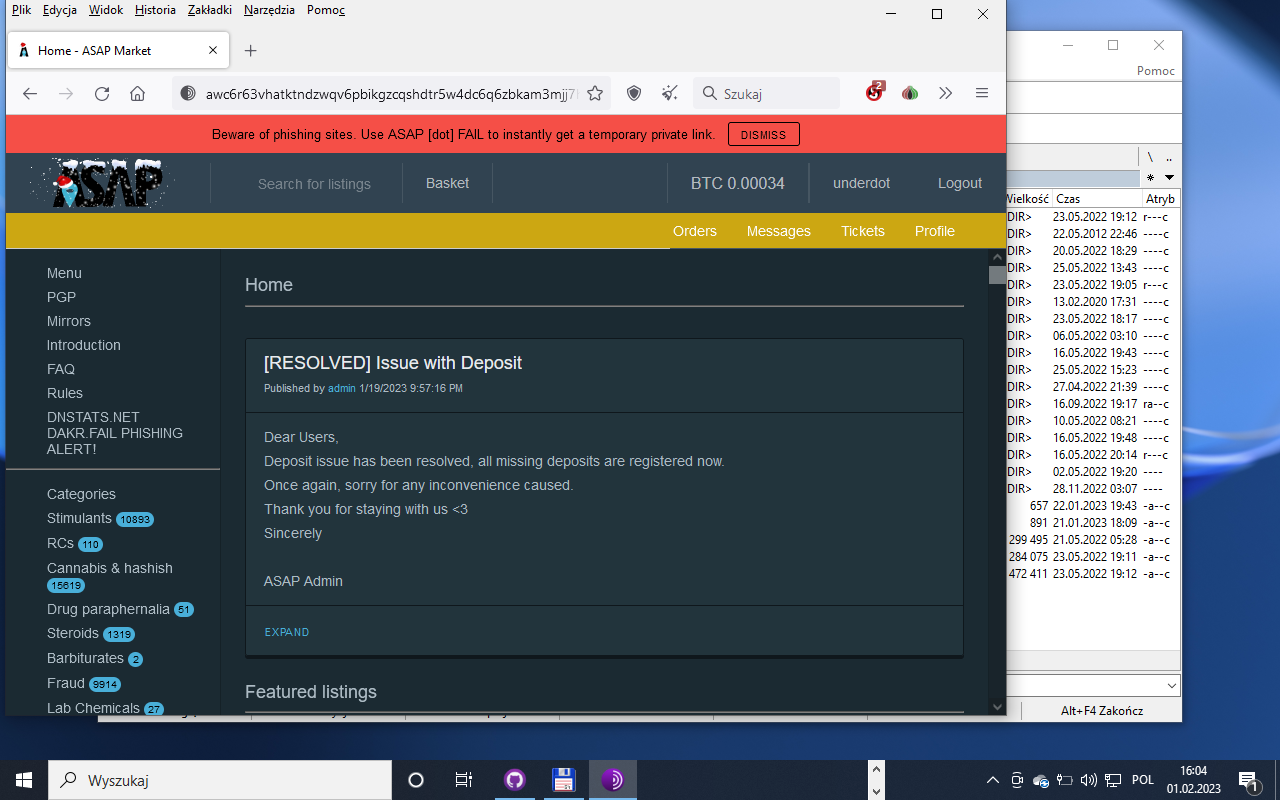 Plik Edycja Widok Historia Zakładki Narzędzia Pomoc
Home - ASAP Market
Pomoc
awc6r63vhatktndzwqv6pbikgzcqshdtr5w4dc6q6zbkam3mjj7
Szukaj
2
Beware of phishing sites. Use ASAP [dot] FAIL to instantly get a temporary private link. DISMISS
ASAP
Search for listings
Basket
BTC 0.00034
underdot
Logout
Orders Messages Tickets Profile
Menu
PGP
Mirrors
Introduction
FAQ
Rules
DNSTATS.NET
DAKR.FAIL PHISHING
ALERT!
Categories
Stimulants 10893
RCs 110
Cannabis & hashish
15619
Drug paraphernalia 51
Steroids 1319
Barbiturates 2
Fraud 9914
Lab Chemicals 27
Home
[RESOLVED] Issue with Deposit
Published by admin 1/19/2023 9:57:16 PM
Dear Users,
Deposit issue has been resolved, all missing deposits are registered now.
Once again, sorry for any inconvenience caused.
Thank you for staying with us <3
Sincerely
ASAP Admin
EXPAND
Featured listings
\ ..
*
Wielkość Czas Atryb
DIR> 23.05.2022 19:12 r---c
DIR> 22.05.2012 22:46 ----c
DIR> 20.05.2022 18:29 ----c
DIR> 25.05.2022 13:43 ----c
DIR> 23.05.2022 19:05 r---c
DIR> 13.02.2020 17:31 ----c
DIR> 23.05.2022 18:17 ----c
DIR> 06.05.2022 03:10 ----c
DIR> 16.05.2022 19:43 ----c
DIR> 25.05.2022 15:23 ----c
DIR> 27.04.2022 21:39 ----c
DIR> 16.09.2022 19:17 ra--c
DIR> 10.05.2022 08:21 ----c
DIR> 16.05.2022 19:48 ----c
DIR> 16.05.2022 20:14 r---c
DIR> 02.05.2022 19:20 ----
DIR> 28.11.2022 03:07 ----
657 22.01.2023 19:43 -a--c
891 21.01.2023 18:09 -a--c
299 495 21.05.2022 05:28 -a--c
284 075 23.05.2022 19:11 -a--c
472 411 23.05.2022 19:12 -a--c
Alt+F4 Zakończ
Wyszukaj
POL
16:04
01.02.2023
1